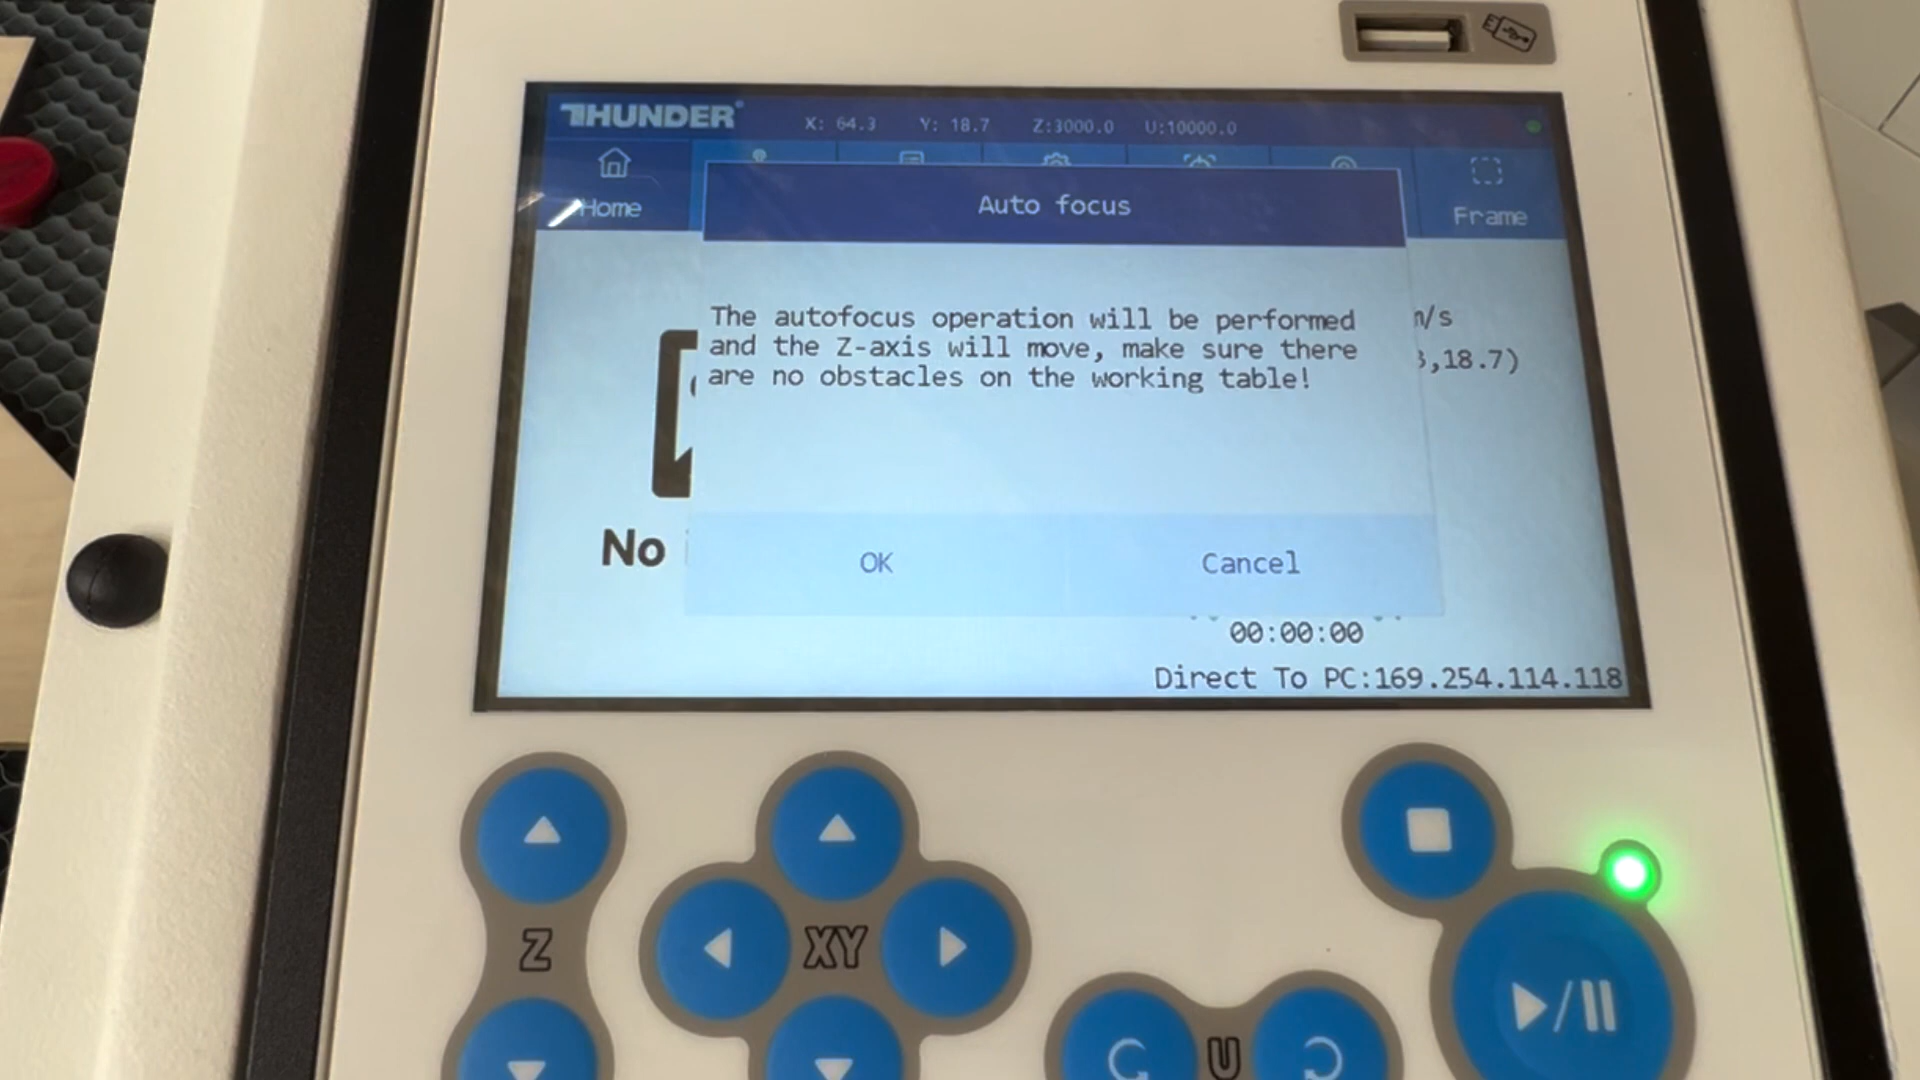 THUNDER®
X: 64.3 Y: 18.7 Z:3000.0 U:10000.0
Home
Frame
Auto focus
The autofocus operation will be performed
and the Z-axis will move, make sure there
are no obstacles on the working table!
/s
,18.7)
No
OK Cancel
00:00:00
Direct To PC:169.254.114.118
Z
XY
U